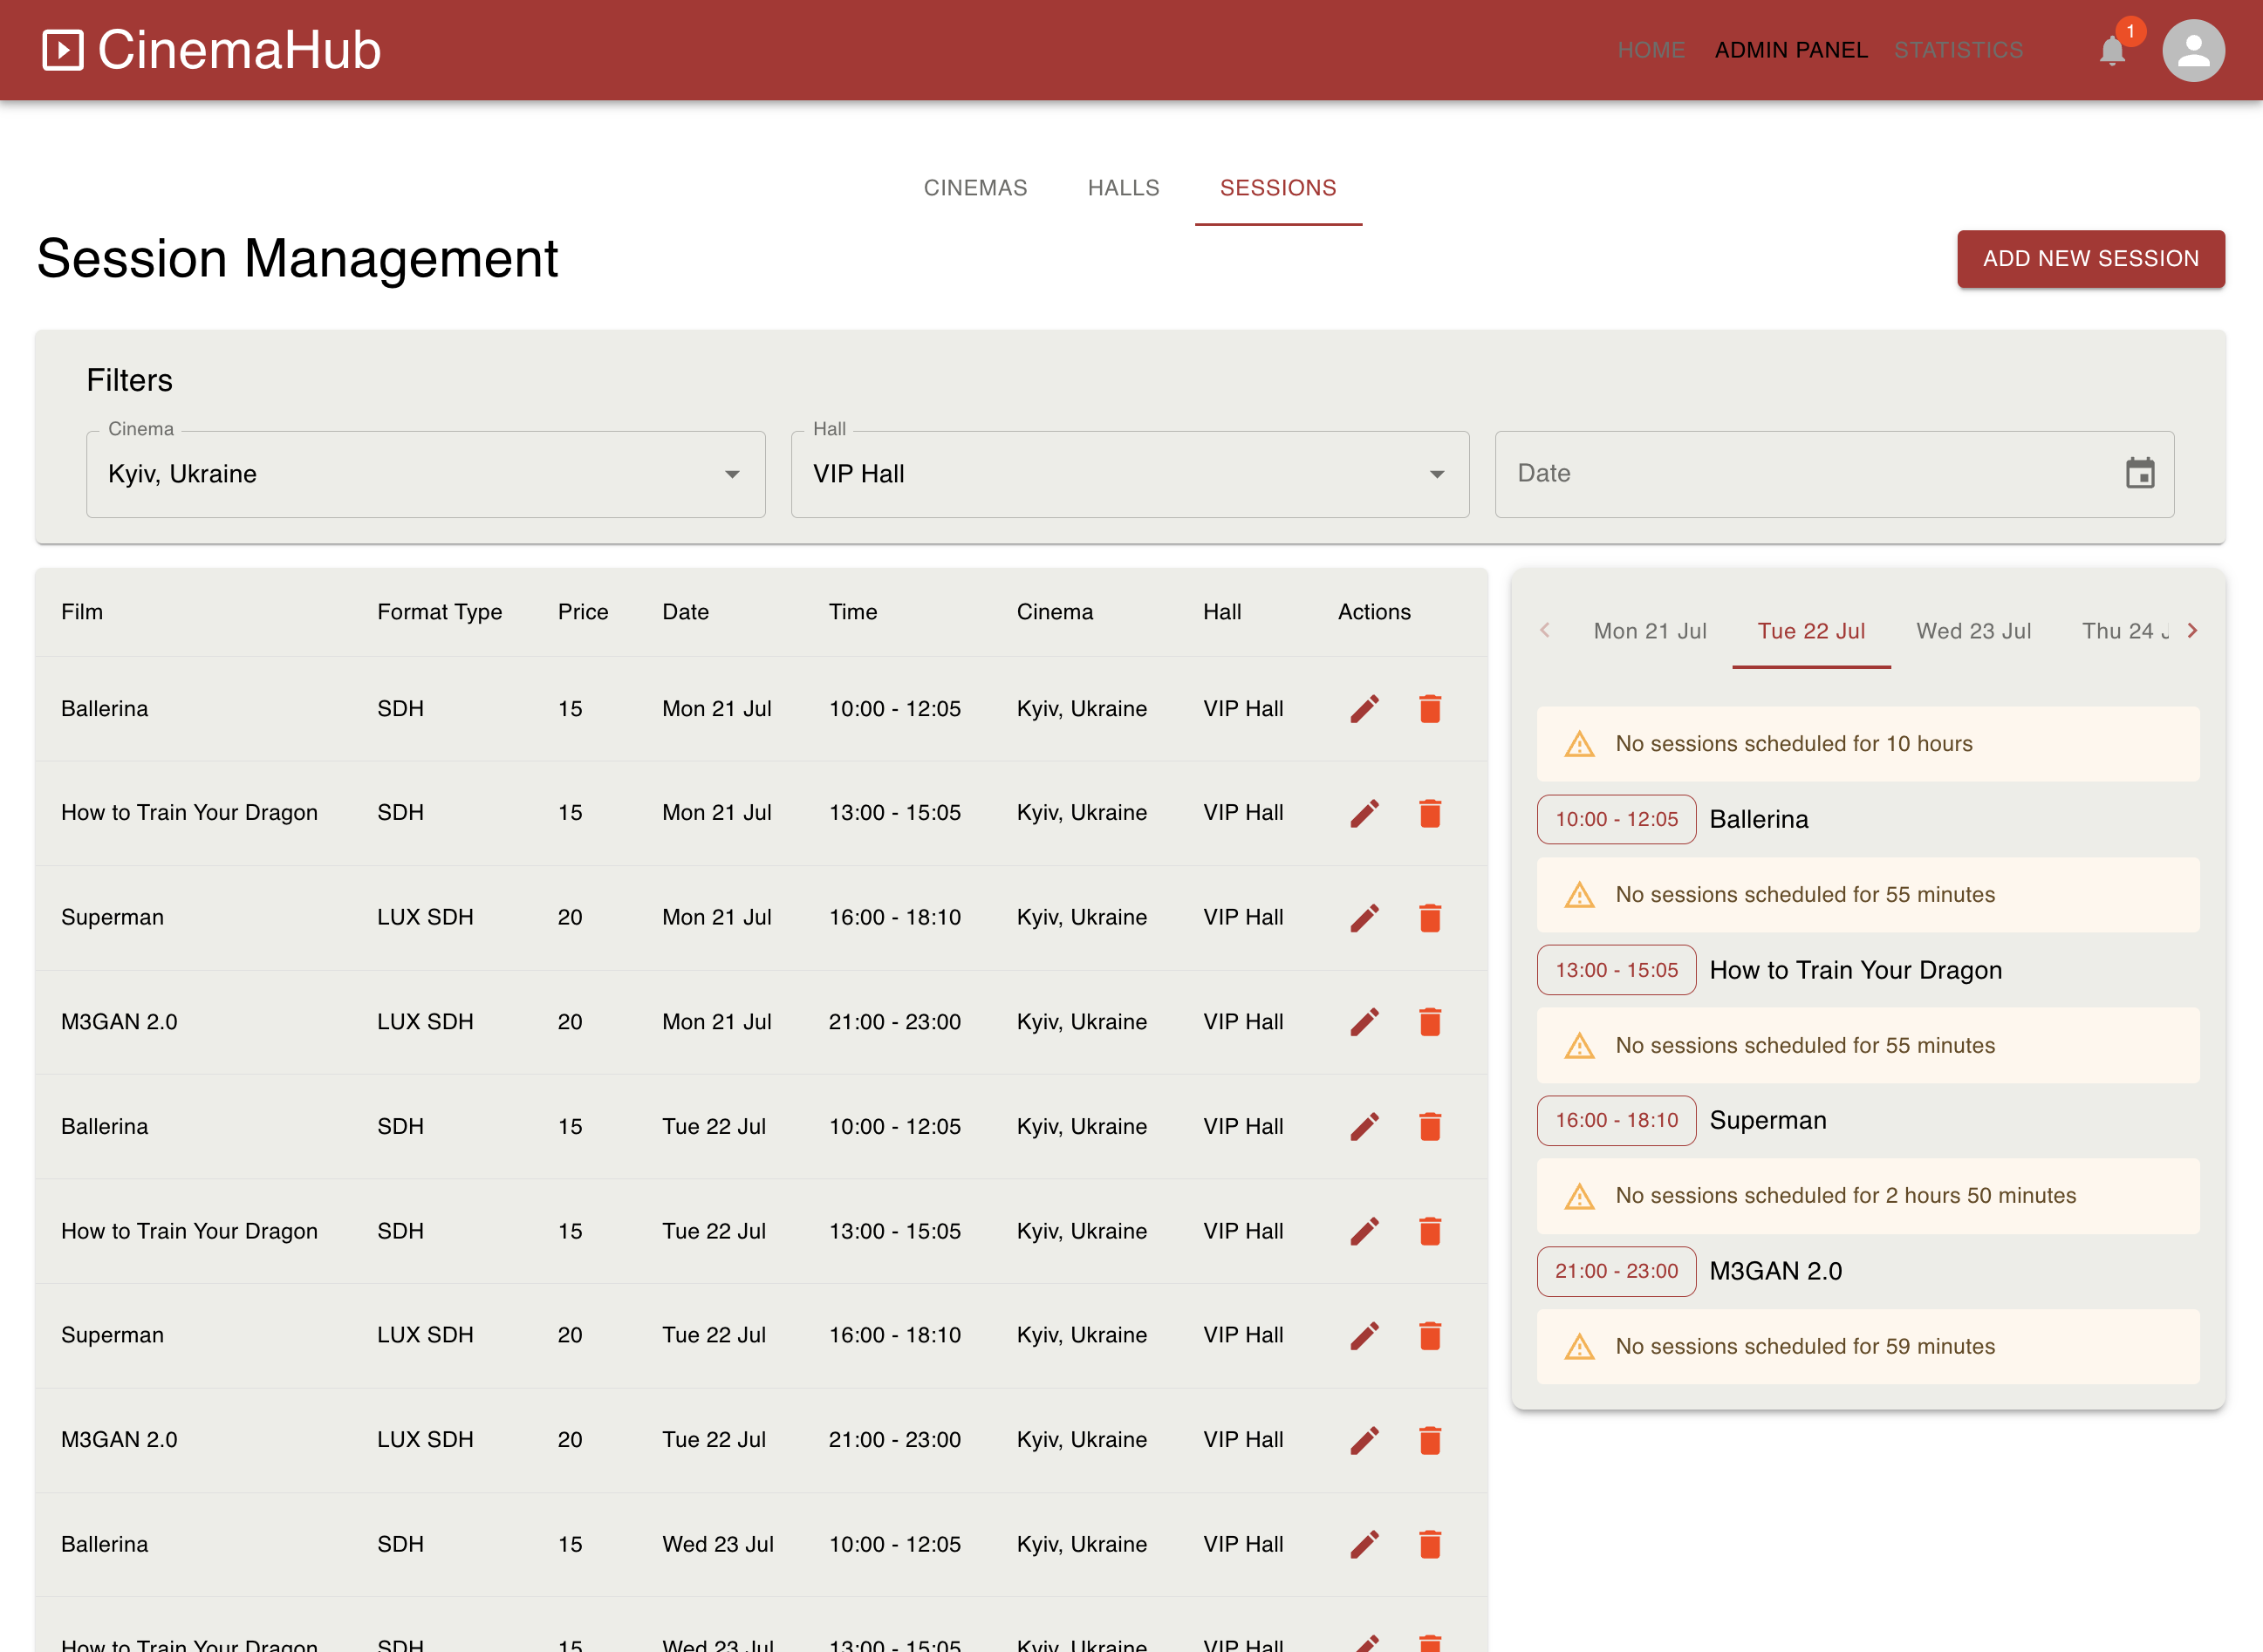 CinemaHub
HOME ADMIN PANEL STATISTICS 1
CINEMAS HALLS SESSIONS
Session Management
ADD NEW SESSION
Filters
Cinema
Kyiv, Ukraine
Hall
VIP Hall
Date
Film Format Type Price Date Time Cinema Hall Actions
Ballerina SDH 15 Mon 21 Jul 10:00 - 12:05 Kyiv, Ukraine VIP Hall
How to Train Your Dragon SDH 15 Mon 21 Jul 13:00 - 15:05 Kyiv, Ukraine VIP Hall
Superman LUX SDH 20 Mon 21 Jul 16:00 - 18:10 Kyiv, Ukraine VIP Hall
M3GAN 2.0 LUX SDH 20 Mon 21 Jul 21:00 - 23:00 Kyiv, Ukraine VIP Hall
Ballerina SDH 15 Tue 22 Jul 10:00 - 12:05 Kyiv, Ukraine VIP Hall
How to Train Your Dragon SDH 15 Tue 22 Jul 13:00 - 15:05 Kyiv, Ukraine VIP Hall
Superman LUX SDH 20 Tue 22 Jul 16:00 - 18:10 Kyiv, Ukraine VIP Hall
M3GAN 2.0 LUX SDH 20 Tue 22 Jul 21:00 - 23:00 Kyiv, Ukraine VIP Hall
Ballerina SDH 15 Wed 23 Jul 10:00 - 12:05 Kyiv, Ukraine VIP Hall
How to Train Your Dragon SDH 15 Wed 23 Jul 13:00 - 15:05 Kyiv, Ukraine VIP Hall
Mon 21 Jul Tue 22 Jul Wed 23 Jul Thu 24 J
No sessions scheduled for 10 hours
10:00 - 12:05 Ballerina
No sessions scheduled for 55 minutes
13:00 - 15:05 How to Train Your Dragon
No sessions scheduled for 55 minutes
16:00 - 18:10 Superman
No sessions scheduled for 2 hours 50 minutes
21:00 - 23:00 M3GAN 2.0
No sessions scheduled for 59 minutes